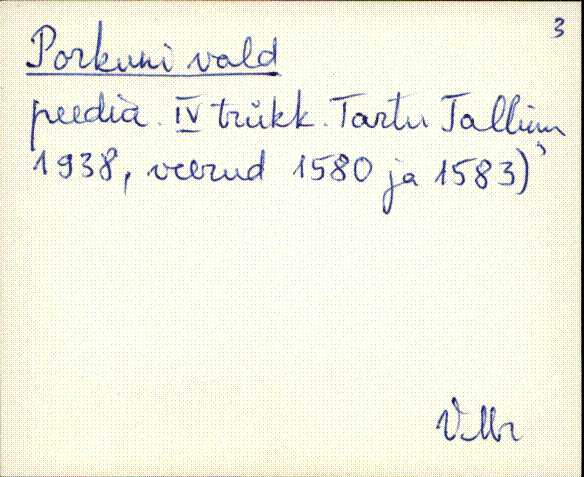 3
Porkuni vald
peedia. IV trükk. Tartu Tallinn,
1938, veerud 1580 ja 1583)